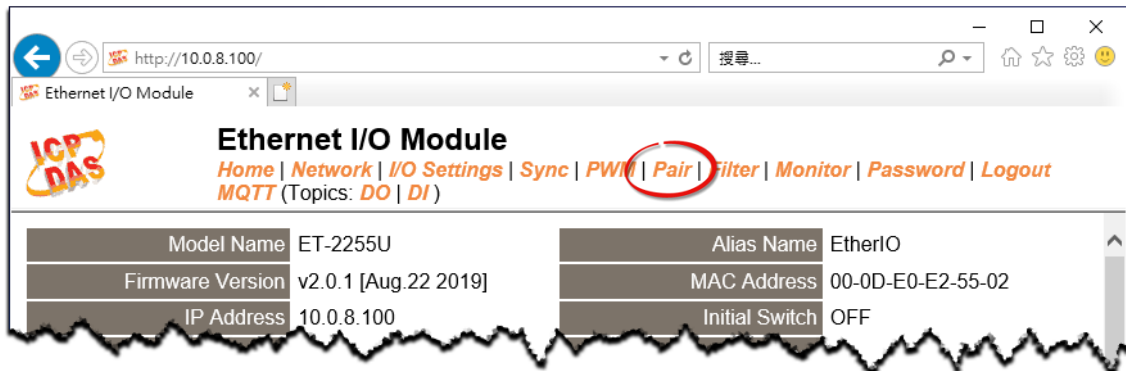 http://10.0.8.100/
搜尋...
Ethernet I/O Module
ICP DAS
Ethernet I/O Module
Home | Network | I/O Settings | Sync | PWM | Pair | Filter | Monitor | Password | Logout
MQTT (Topics: DO | DI )
Model Name ET-2255U Alias Name EtherIO
Firmware Version v2.0.1 [Aug.22 2019] MAC Address 00-0D-E0-E2-55-02
IP Address 10.0.8.100 Initial Switch OFF